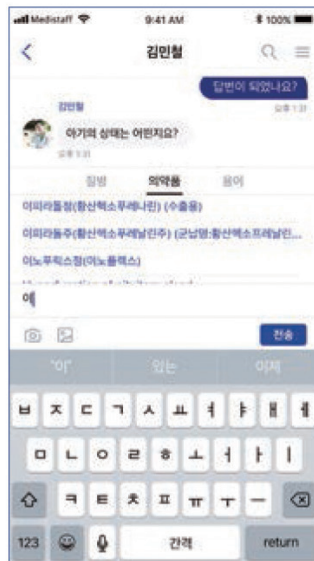 Medistaff 9:41 AM 100%
김민철
답변이 되었나요?
오후 1:31
김민철
아기의 상태는 어떤지요?
오후 1:31
질병 의약품 용어
이피라돌정(황산헥소푸레나린) (수출용)
이피라돌주(황산헥소푸레날린주) (군납명:황산헥소프레날린...
이노푸릭스정(이노플렉스)
이
전송
"이" 있는 이제
ㅂ ㅈ ㄷ ㄱ ㅅ ㅛ ㅕ ㅑ ㅐ ㅔ
ㅁ ㄴ ㅇ ㄹ ㅎ ㅗ ㅓ ㅏ ㅣ
ㅋ ㅌ ㅊ ㅍ ㅠ ㅜ ㅡ
123 간격 return